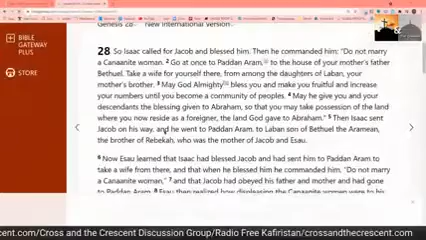 Genesis 28 New International Version
BIBLE
GATEWAY
PLUS
STORE
28 So Isaac called for Jacob and blessed him. Then he commanded him: “Do not marry
a Canaanite woman. 2 Go at once to Paddan Aram, to the house of your mother's father
Bethuel. Take a wife for yourself there, from among the daughters of Laban, your
mother's brother. 3 May God Almighty bless you and make you fruitful and increase
your numbers until you become a community of peoples. 4 May he give you and your
descendants the blessing given to Abraham, so that you may take possession of the land
where you now reside as a foreigner, the land God gave to Abraham.” 5 Then Isaac sent
Jacob on his way, and he went to Paddan Aram, to Laban son of Bethuel the Aramean,
the brother of Rebekah, who was the mother of Jacob and Esau.
6 Now Esau learned that Isaac had blessed Jacob and had sent him to Paddan Aram to
take a wife from there, and that when he blessed him he commanded him, “Do not marry
a Canaanite woman,” 7 and that Jacob had obeyed his father and mother and had gone
to Paddan Aram. 8 Esau then realized how displeasing the Canaanite women were to his
cent.com/Cross and the Crescent Discussion Group/Radio Free Kafiristan/crossandthecrescent.com